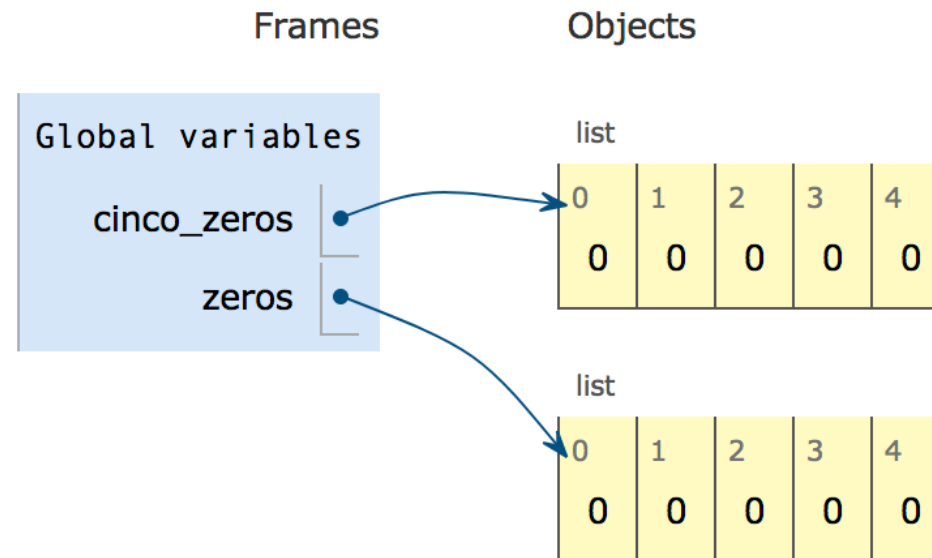 Frames Objects
Global variables
cinco_zeros
zeros
list
0 1 2 3 4
0 0 0 0 0
list
0 1 2 3 4
0 0 0 0 0